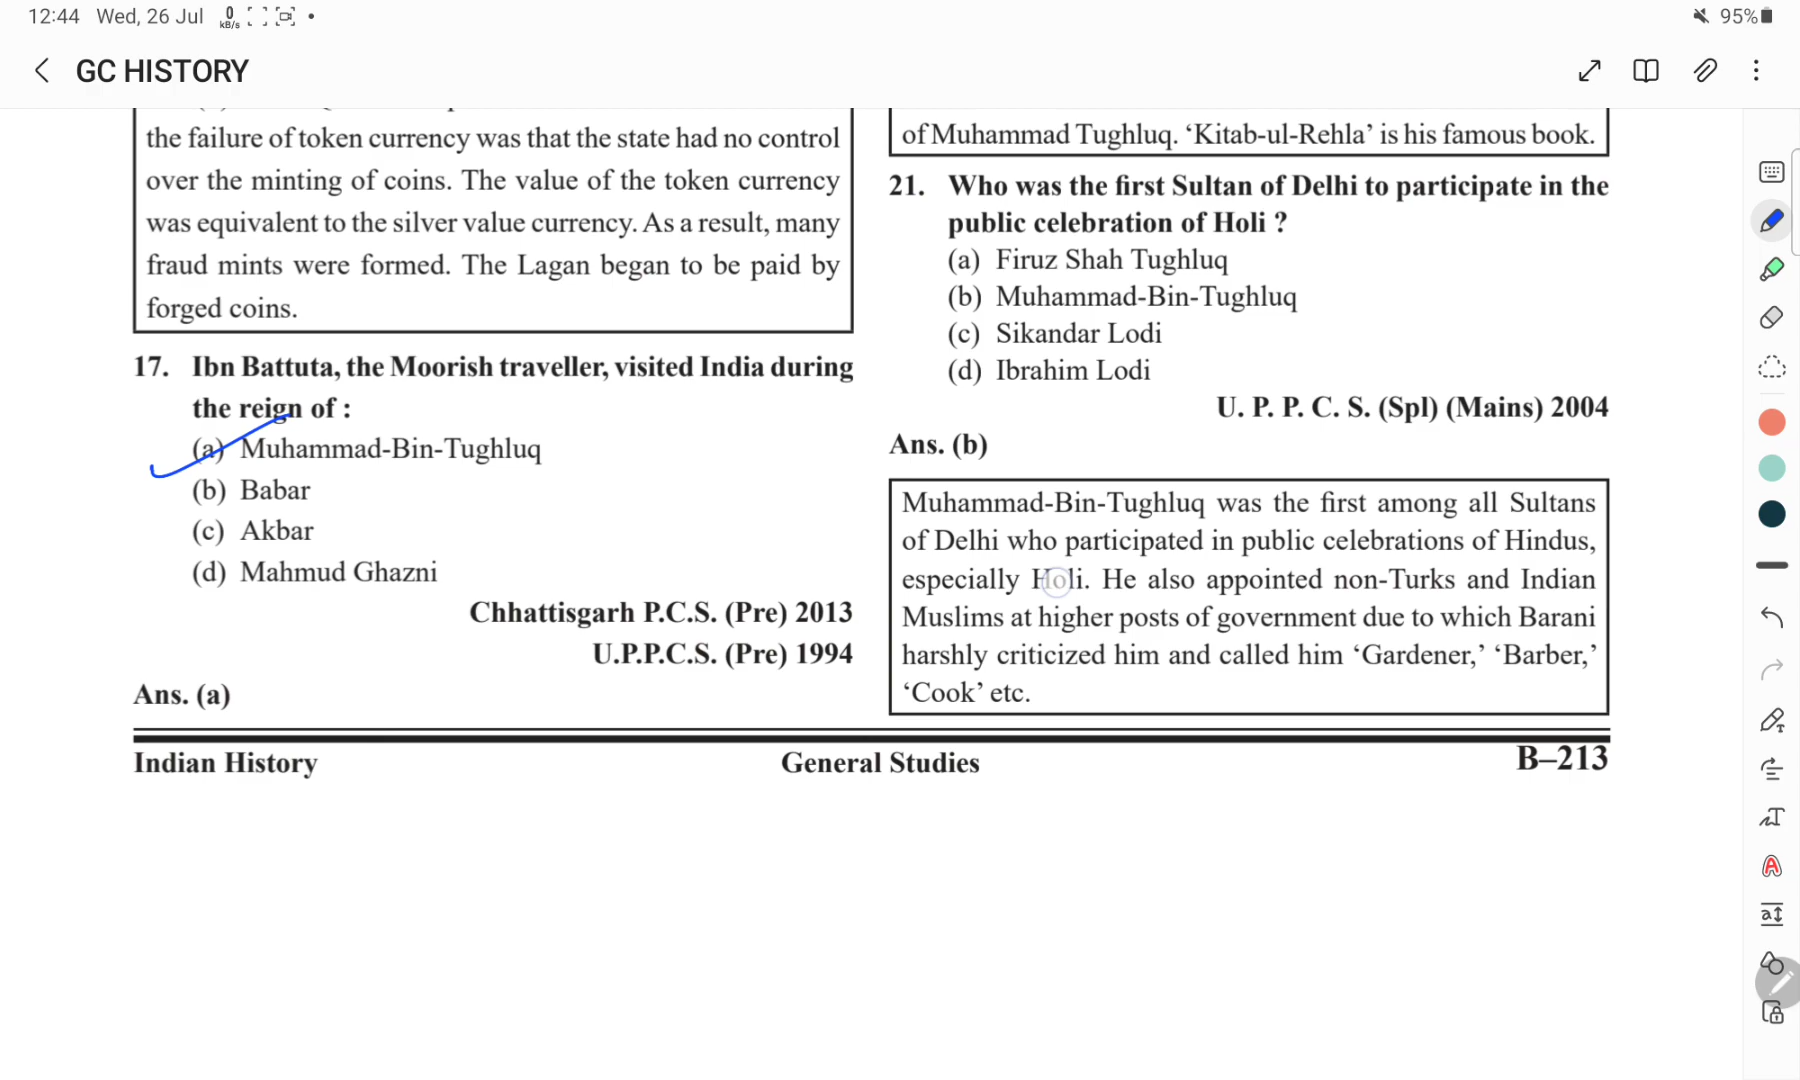 12:44 Wed, 26 Jul 0 kB/s 95%
GC HISTORY
the failure of token currency was that the state had no control
over the minting of coins. The value of the token currency
was equivalent to the silver value currency. As a result, many
fraud mints were formed. The Lagan began to be paid by
forged coins.
17. Ibn Battuta, the Moorish traveller, visited India during
the reign of :
(a) Muhammad-Bin-Tughluq
(b) Babar
(c) Akbar
(d) Mahmud Ghazni
Chhattisgarh P.C.S. (Pre) 2013
U.P.P.C.S. (Pre) 1994
Ans. (a)
of Muhammad Tughluq. ‘Kitab-ul-Rehla’ is his famous book.
21. Who was the first Sultan of Delhi to participate in the
public celebration of Holi ?
(a) Firuz Shah Tughluq
(b) Muhammad-Bin-Tughluq
(c) Sikandar Lodi
(d) Ibrahim Lodi
U. P. P. C. S. (Spl) (Mains) 2004
Ans. (b)
Muhammad-Bin-Tughluq was the first among all Sultans
of Delhi who participated in public celebrations of Hindus,
especially Holi. He also appointed non-Turks and Indian
Muslims at higher posts of government due to which Barani
harshly criticized him and called him ‘Gardener,’ ‘Barber,’
‘Cook’ etc.
Indian History General Studies B–213